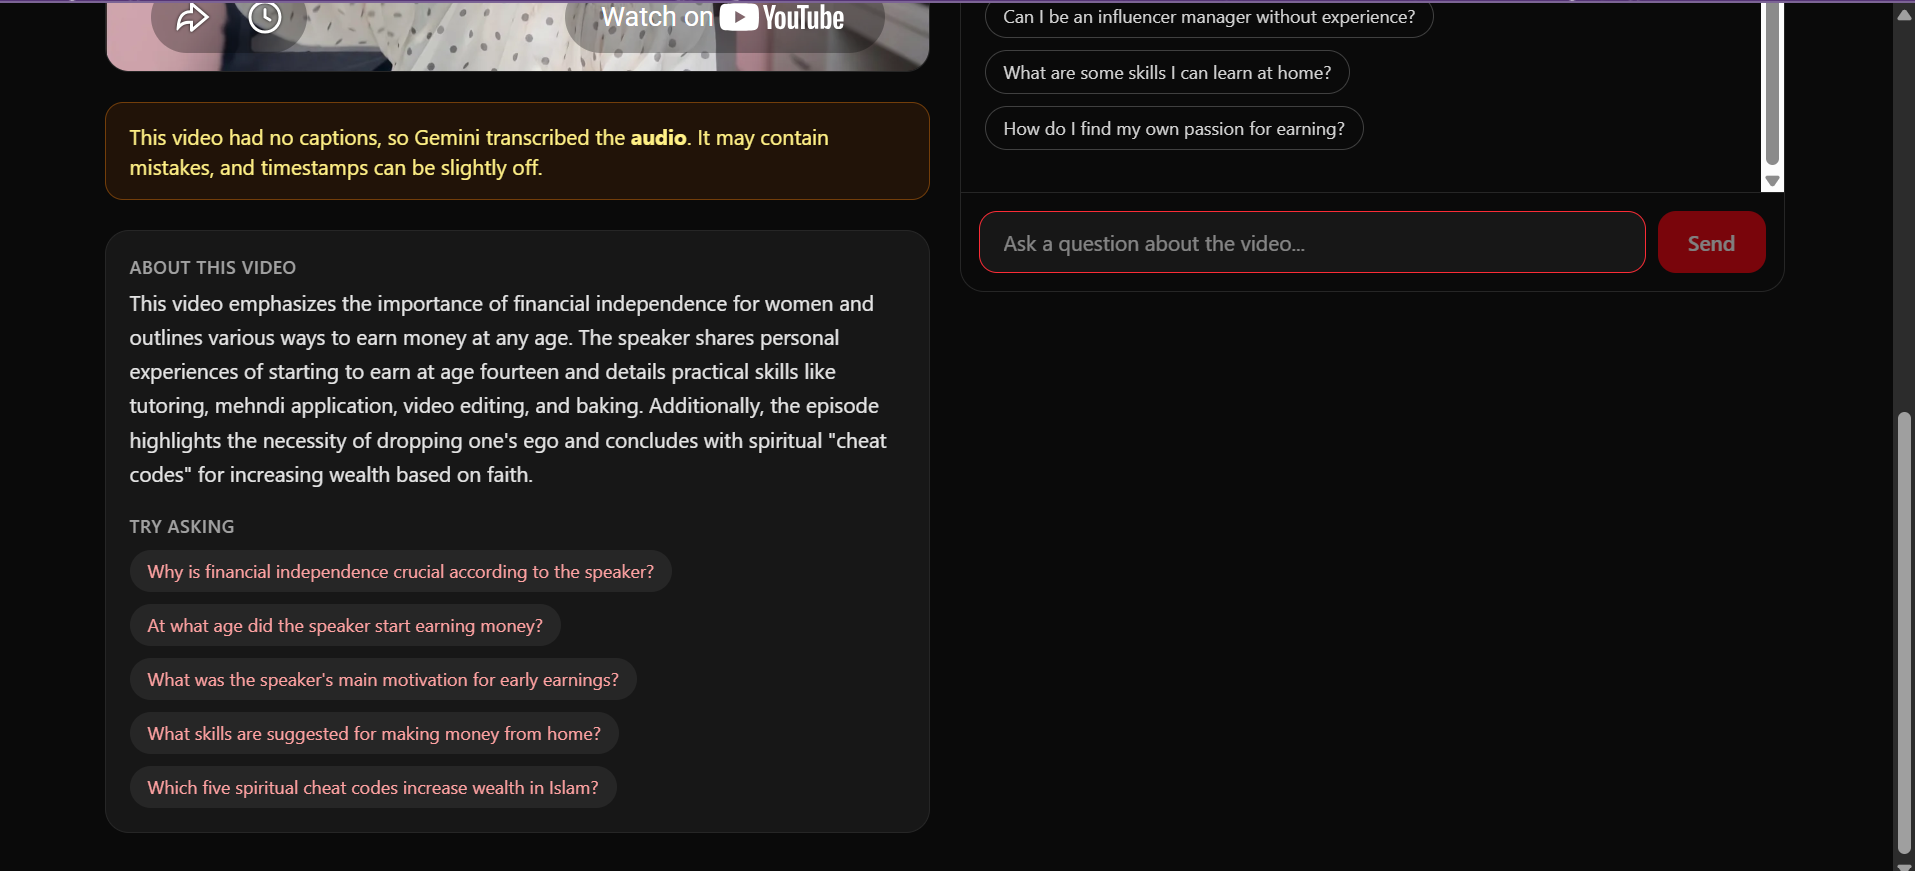 Watch on YouTube
This video had no captions, so Gemini transcribed the audio. It may contain
mistakes, and timestamps can be slightly off.
ABOUT THIS VIDEO
This video emphasizes the importance of financial independence for women and
outlines various ways to earn money at any age. The speaker shares personal
experiences of starting to earn at age fourteen and details practical skills like
tutoring, mehndi application, video editing, and baking. Additionally, the episode
highlights the necessity of dropping one's ego and concludes with spiritual "cheat
codes" for increasing wealth based on faith.
TRY ASKING
Why is financial independence crucial according to the speaker?
At what age did the speaker start earning money?
What was the speaker's main motivation for early earnings?
What skills are suggested for making money from home?
Which five spiritual cheat codes increase wealth in Islam?
Can I be an influencer manager without experience?
What are some skills I can learn at home?
How do I find my own passion for earning?
Ask a question about the video...
Send